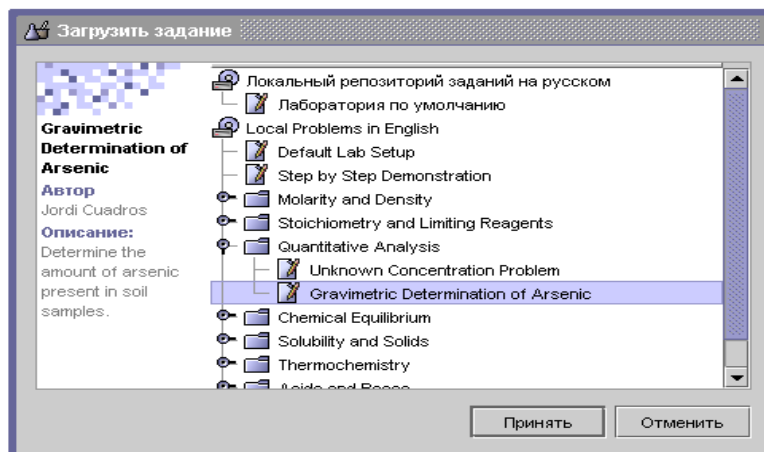 Загрузить задание
Gravimetric
Determination of
Arsenic
Автор
Jordi Cuadros
Описание:
Determine the
amount of arsenic
present in soil
samples.
Локальный репозиторий заданий на русском
Лаборатория по умолчанию
Local Problems in English
Default Lab Setup
Step by Step Demonstration
Molarity and Density
Stoichiometry and Limiting Reagents
Quantitative Analysis
Unknown Concentration Problem
Gravimetric Determination of Arsenic
Chemical Equilibrium
Solubility and Solids
Thermochemistry
Acids and Bases
Принять
Отменить